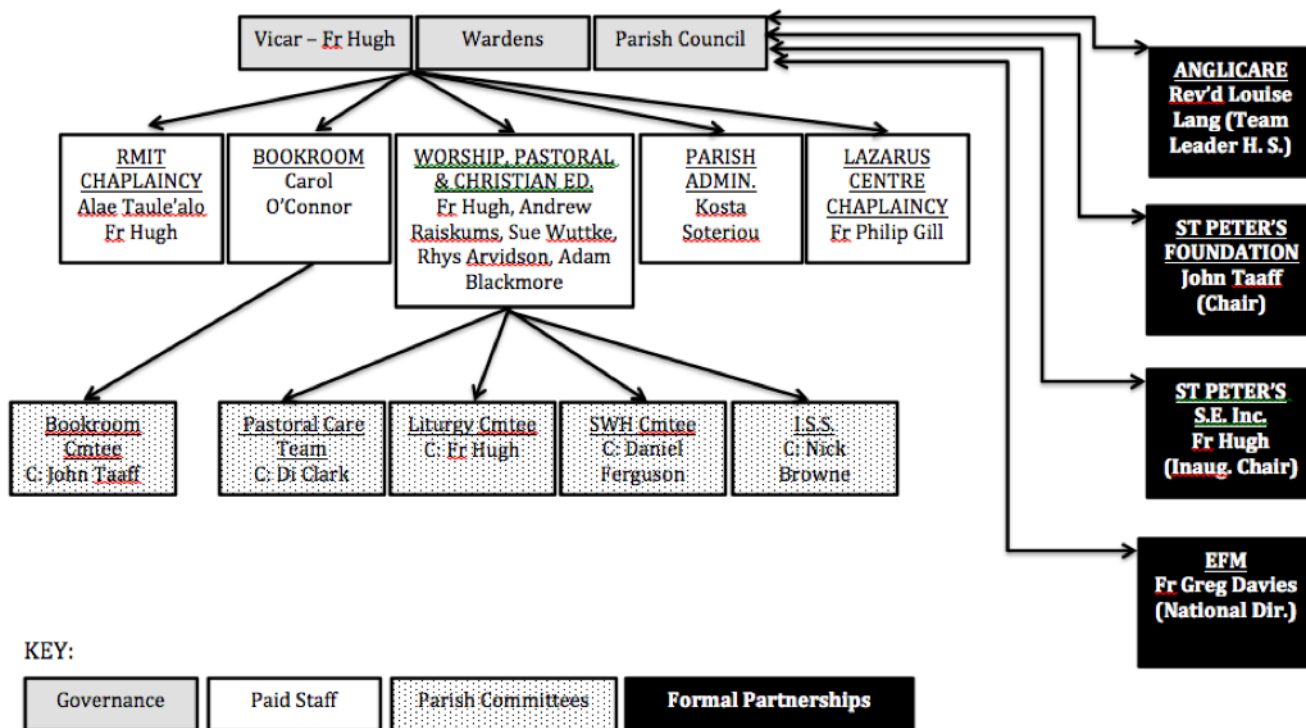 Vicar – Fr Hugh
Wardens
Parish Council
RMIT
CHAPLAINCY
Alae Taule'alo
Fr Hugh
BOOKROOM
Carol
O'Connor
WORSHIP, PASTORAL
& CHRISTIAN ED.
Fr Hugh, Andrew
Raiskums, Sue Wuttke,
Rhys Arvidson, Adam
Blackmore
PARISH
ADMIN.
Kosta
Soteriou
LAZARUS
CENTRE
CHAPLAINCY
Fr Philip Gill
ANGLICARE
Rev'd Louise
Lang (Team
Leader H. S.)
ST PETER'S
FOUNDATION
John Taaff
(Chair)
ST PETER'S
S.E. Inc.
Fr Hugh
(Inaug. Chair)
EFM
Fr Greg Davies
(National Dir.)
Bookroom
Cmtee
C: John Taaff
Pastoral Care
Team
C: Di Clark
Liturgy Cmtee
C: Fr Hugh
SWH Cmtee
C: Daniel
Ferguson
I.S.S.
C: Nick
Browne
KEY:
Governance
Paid Staff
Parish Committees
Formal Partnerships